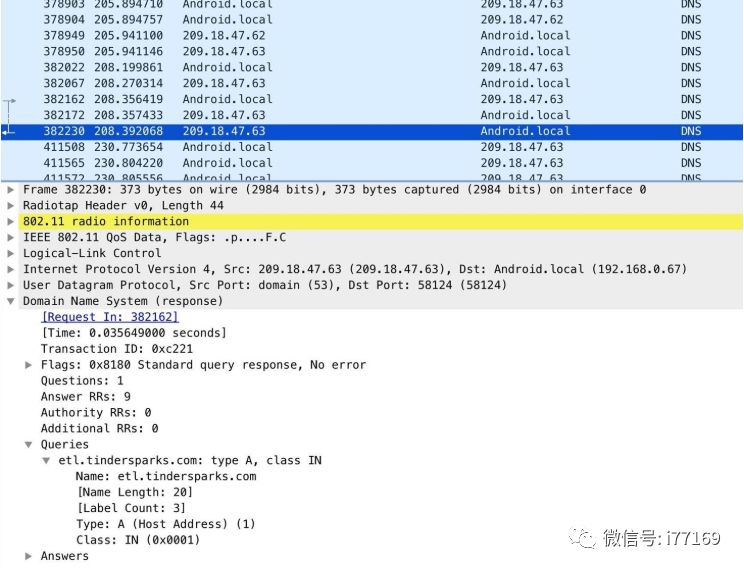 378903 205.894710 Android.local 209.18.47.63 DNS
378904 205.894757 Android.local 209.18.47.63 DNS
378949 205.941100 209.18.47.62 Android.local DNS
378950 205.941146 209.18.47.63 Android.local DNS
382022 208.199861 Android.local 209.18.47.63 DNS
382067 208.270314 Android.local 209.18.47.63 DNS
382162 208.356419 Android.local 209.18.47.63 DNS
382172 208.357433 Android.local 209.18.47.63 DNS
382230 208.392068 209.18.47.63 Android.local DNS
411508 230.773654 Android.local 209.18.47.63 DNS
411565 230.804220 Android.local 209.18.47.63 DNS
411572 230.805556 Android.local 209.18.47.63 DNS
Frame 382230: 373 bytes on wire (2984 bits), 373 bytes captured (2984 bits) on interface 0
Radiotap Header v0, Length 44
802.11 radio information
IEEE 802.11 QoS Data, Flags: .p....F.C
Logical-Link Control
Internet Protocol Version 4, Src: 209.18.47.63 (209.18.47.63), Dst: Android.local (192.168.0.67)
User Datagram Protocol, Src Port: domain (53), Dst Port: 58124 (58124)
Domain Name System (response)
[Request In: 382162]
[Time: 0.035649000 seconds]
Transaction ID: 0xc221
Flags: 0x8180 Standard query response, No error
Questions: 1
Answer RRs: 9
Authority RRs: 0
Additional RRs: 0
Queries
etl.tindersparks.com: type A, class IN
Name: etl.tindersparks.com
[Name Length: 20]
[Label Count: 3]
Type: A (Host Address) (1)
Class: IN (0x0001)
Answers
微信号: i77169